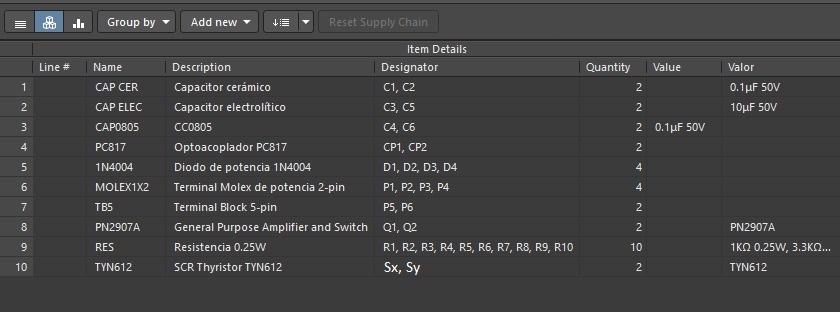 Group by Add new Reset Supply Chain
Item Details
Line # Name Description Designator Quantity Value Valor
1 CAP CER Capacitor cerámico C1, C2 2 0.1µF 50V
2 CAP ELEC Capacitor electrolítico C3, C5 2 10µF 50V
3 CAP0805 CC0805 C4, C6 2 0.1µF 50V
4 PC817 Optoacoplador PC817 CP1, CP2 2
5 1N4004 Diodo de potencia 1N4004 D1, D2, D3, D4 4
6 MOLEX1X2 Terminal Molex de potencia 2-pin P1, P2, P3, P4 4
7 TB5 Terminal Block 5-pin P5, P6 2
8 PN2907A General Purpose Amplifier and Switch Q1, Q2 2 PN2907A
9 RES Resistencia 0.25W R1, R2, R3, R4, R5, R6, R7, R8, R9, R10 10 1KΩ 0.25W, 3.3KΩ...
10 TYN612 SCR Thyristor TYN612 Sx, Sy 2 TYN612